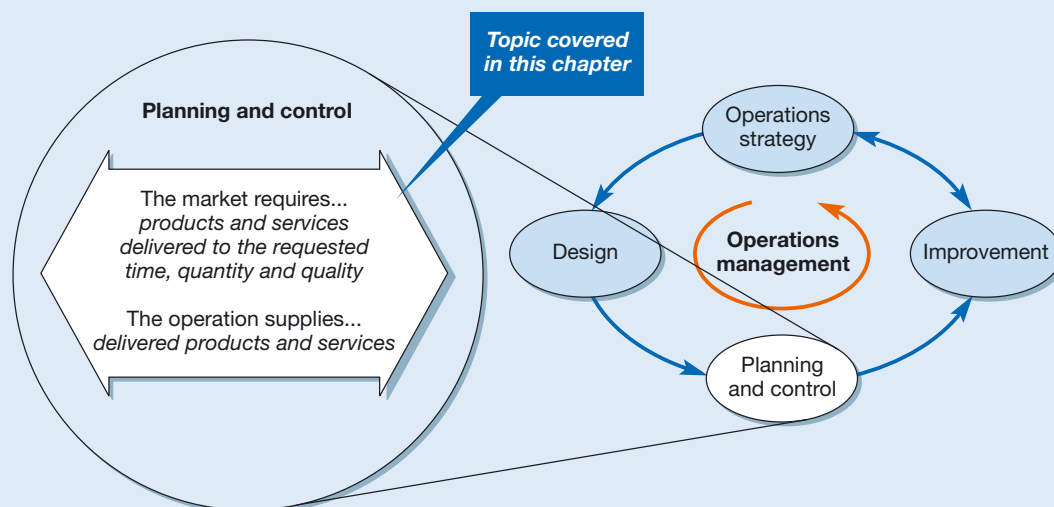 Topic covered
in this chapter
Planning and control
The market requires...
products and services
delivered to the requested
time, quantity and quality
The operation supplies...
delivered products and services
Operations
strategy
Design
Operations
management
Improvement
Planning
and control